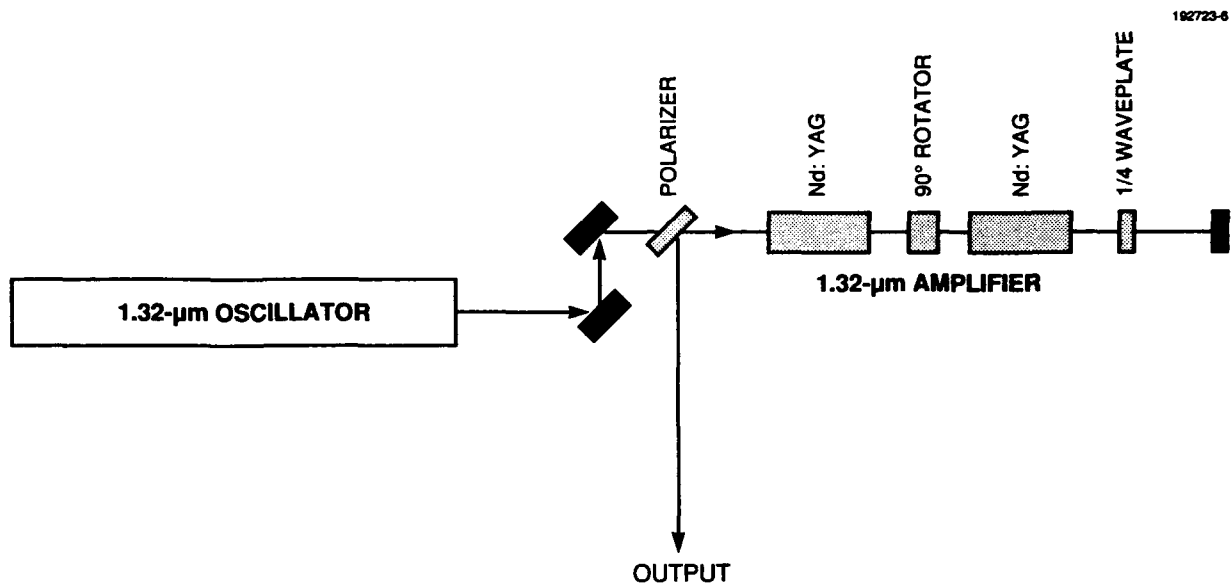 192723-6
POLARIZER
Nd: YAG
90° ROTATOR
Nd: YAG
1/4 WAVEPLATE
1.32-µm AMPLIFIER
1.32-µm OSCILLATOR
OUTPUT